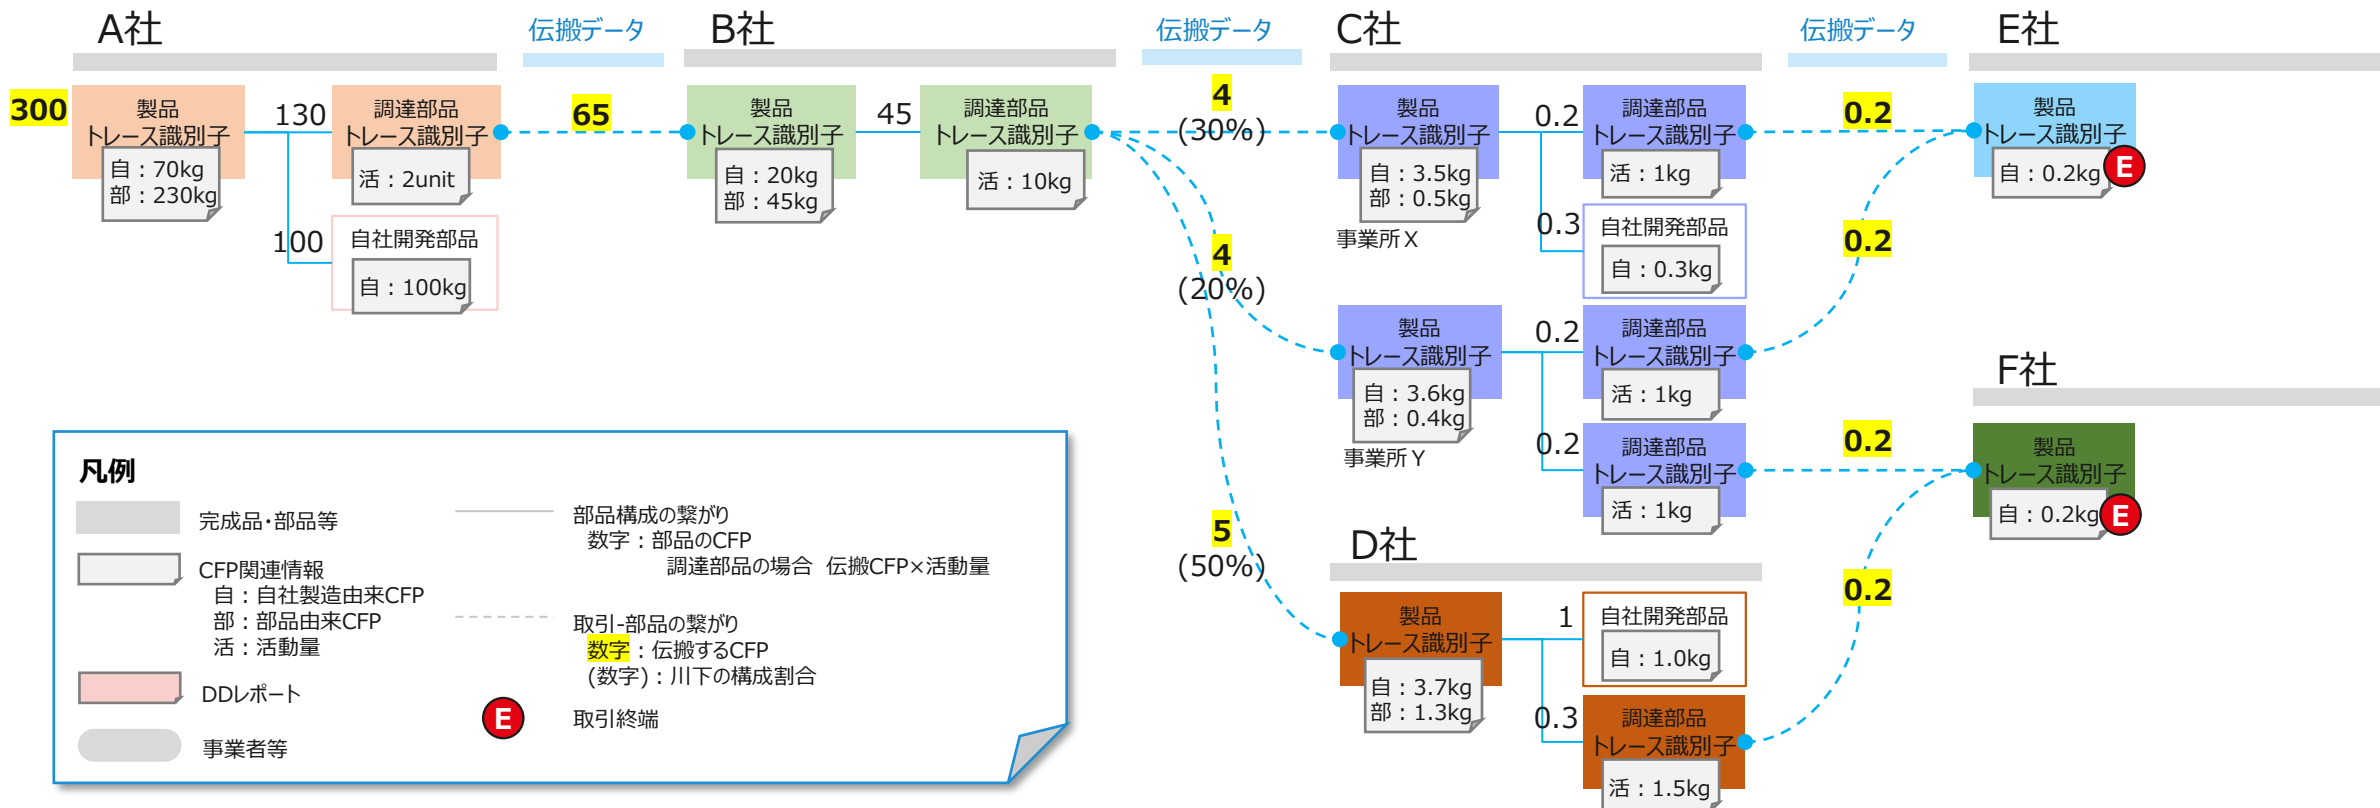 A社
伝搬データ
B社
伝搬データ
C社
伝搬データ
E社
300
製品
トレース識別子
自：70kg
部：230kg
130
調達部品
トレース識別子
活：2unit
100
自社開発部品
自：100kg
65
製品
トレース識別子
自：20kg
部：45kg
45
調達部品
トレース識別子
活：10kg
4
(30%)
4
(20%)
5
(50%)
製品
トレース識別子
自：3.5kg
部：0.5kg
事業所X
0.2
調達部品
トレース識別子
活：1kg
0.3
自社開発部品
自：0.3kg
製品
トレース識別子
自：3.6kg
部：0.4kg
事業所Y
0.2
調達部品
トレース識別子
活：1kg
0.2
調達部品
トレース識別子
活：1kg
0.2
0.2
0.2
0.2
製品
トレース識別子
自：0.2kg
E
F社
製品
トレース識別子
自：0.2kg
E
D社
製品
トレース識別子
自：3.7kg
部：1.3kg
1
自社開発部品
自：1.0kg
0.3
調達部品
トレース識別子
活：1.5kg
凡例
完成品・部品等
CFP関連情報
自：自社製造由来CFP
部：部品由来CFP
活：活動量
DDレポート
事業者等
部品構成の繋がり
数字：部品のCFP
調達部品の場合 伝搬CFP×活動量
取引-部品の繋がり
数字：伝搬するCFP
(数字)：川下の構成割合
E
取引終端